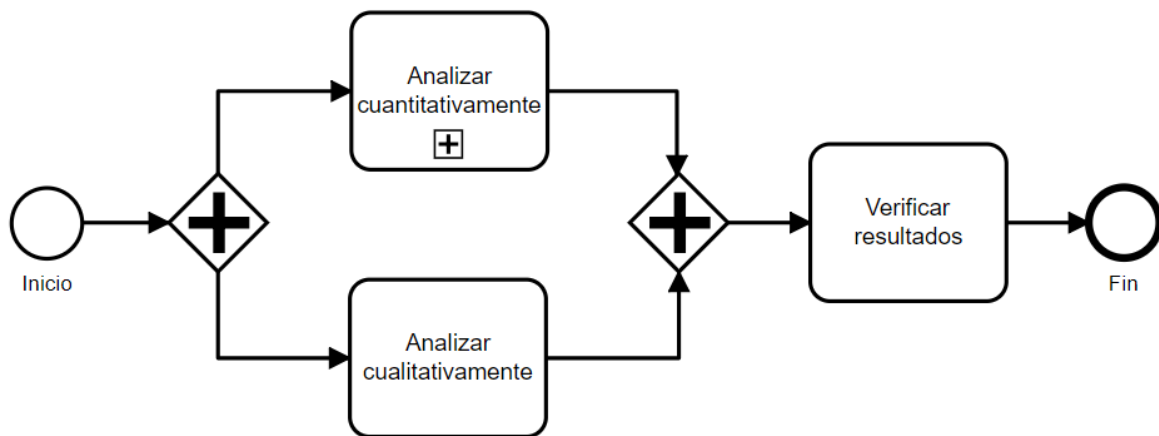 Analizar
cuantitativamente
Inicio
Verificar
resultados
Fin
Analizar
cualitativamente